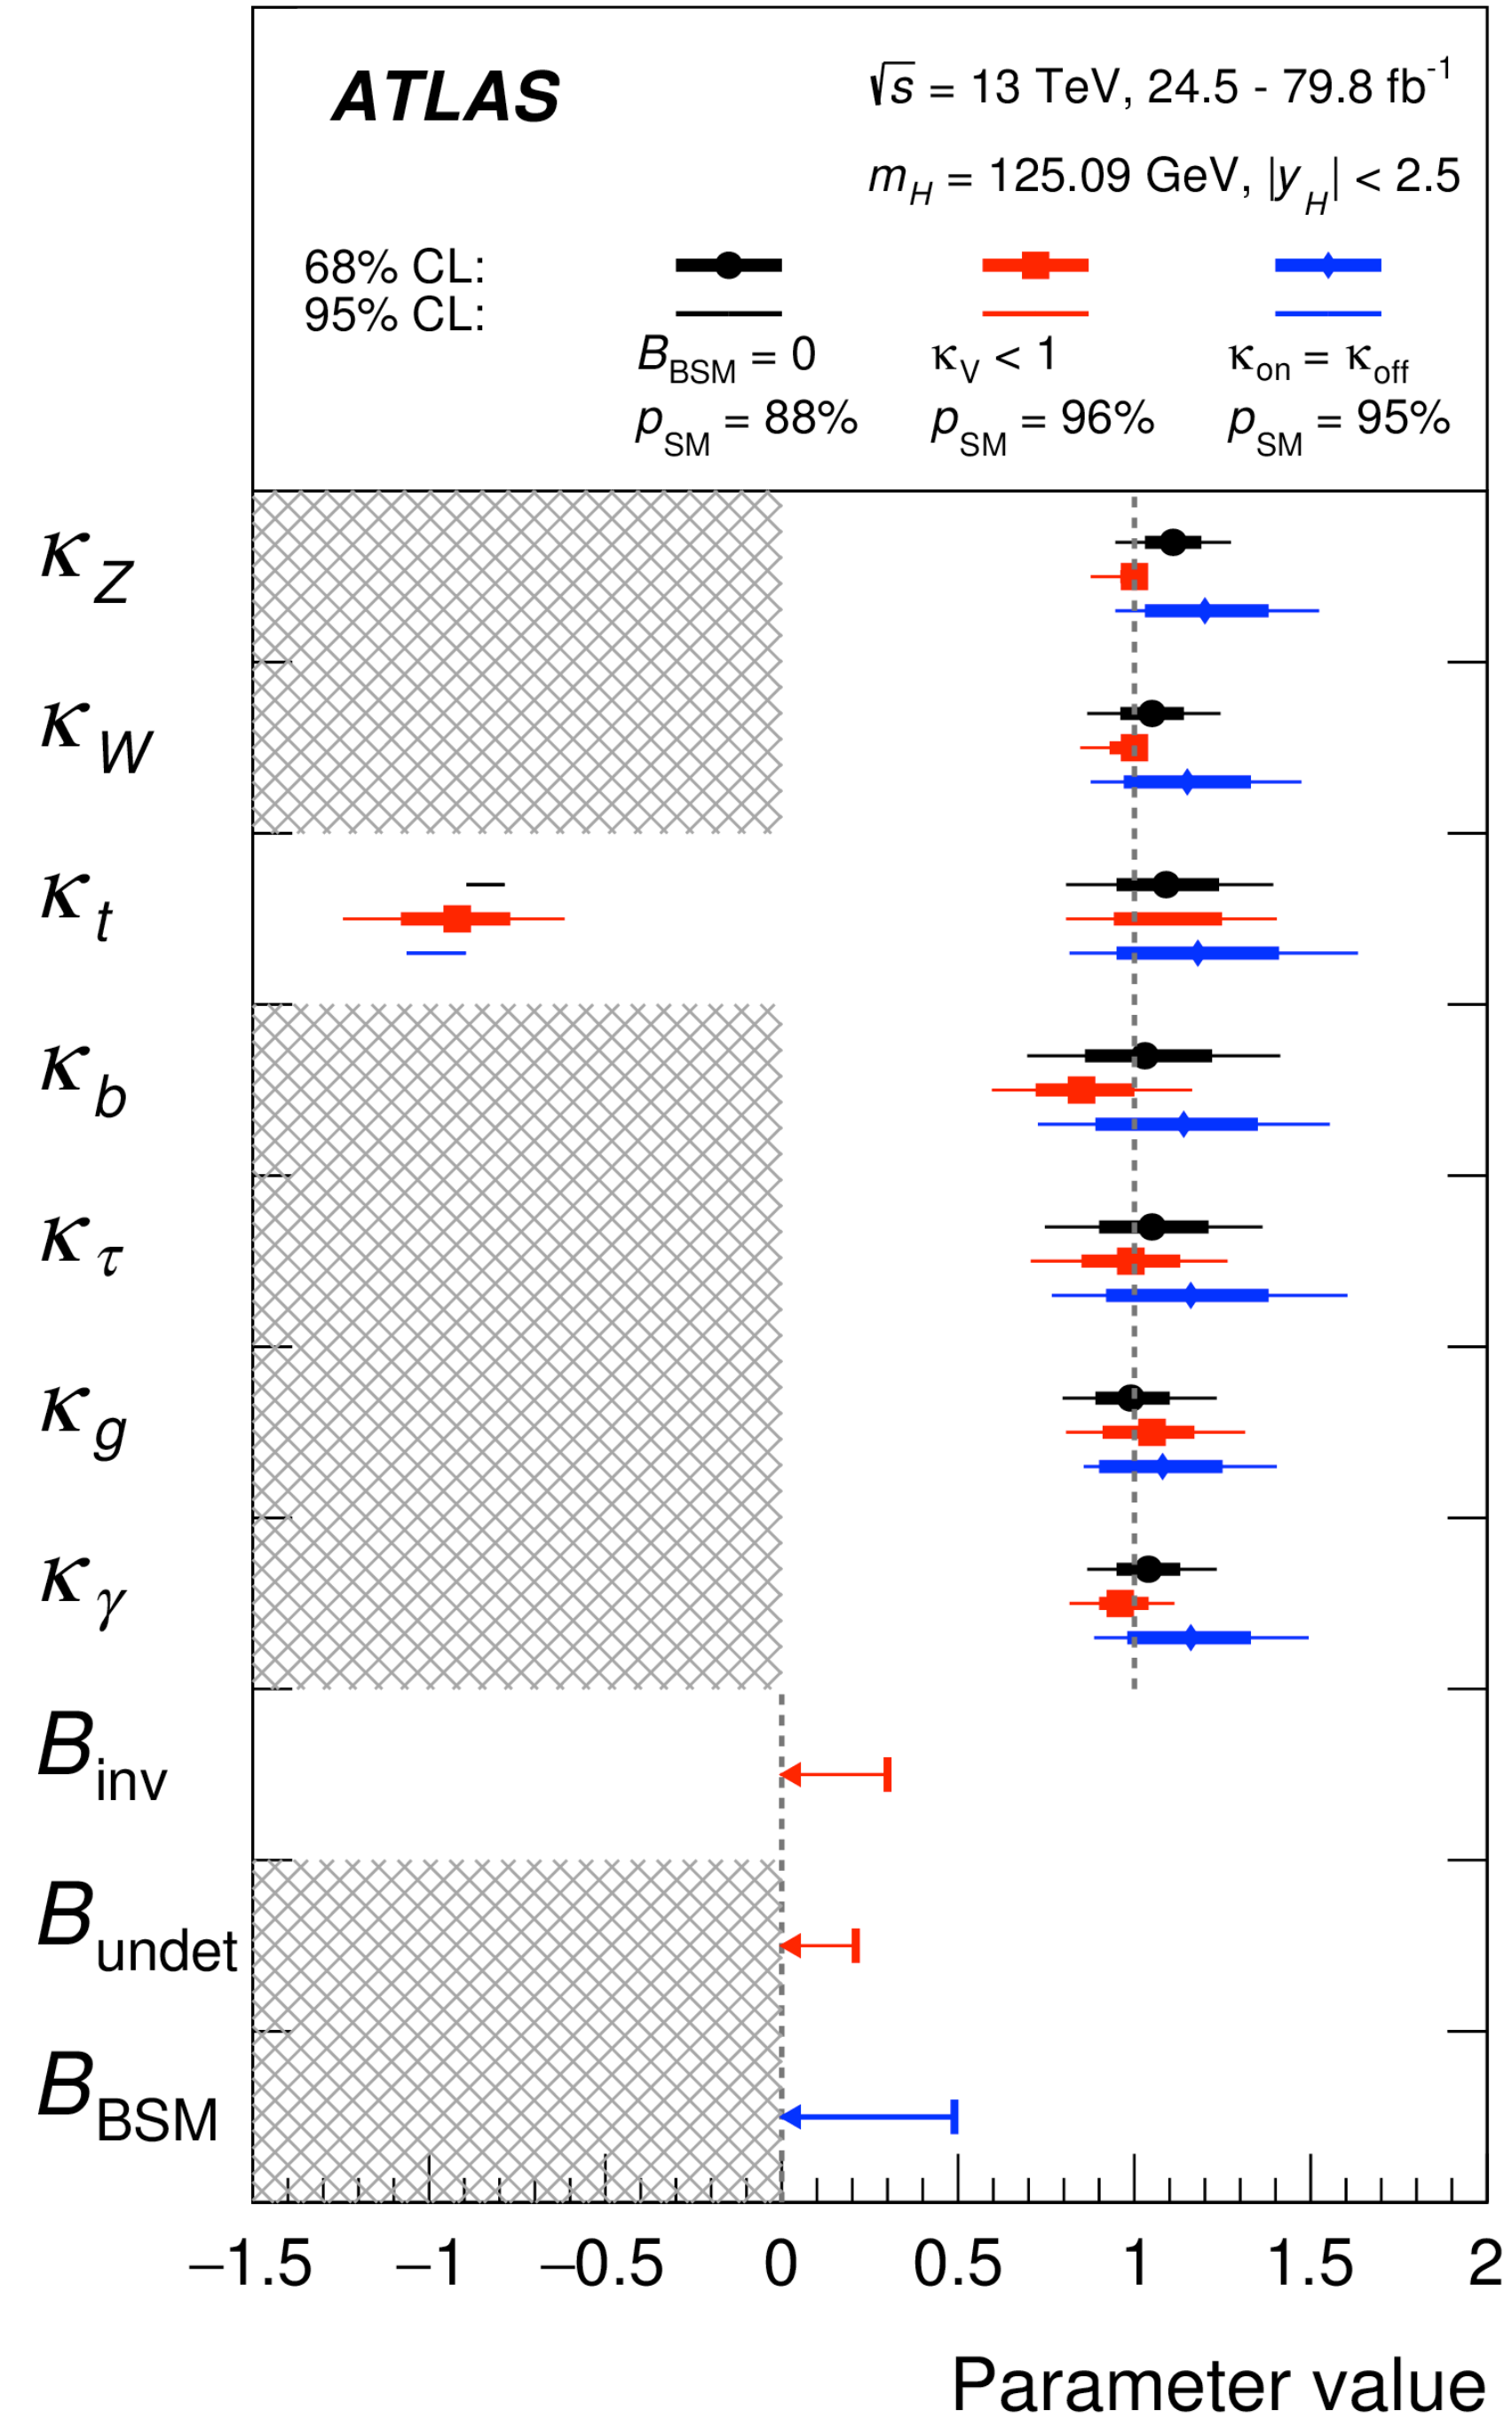 ATLAS
√s = 13 TeV, 24.5 - 79.8 fb⁻¹
m_H = 125.09 GeV, |y_H| < 2.5
68% CL:
95% CL:
B_BSM = 0 κ_V < 1 κ_on = κ_off
p_SM = 88% p_SM = 96% p_SM = 95%
κ_Z
κ_W
κ_t
κ_b
κ_τ
κ_g
κ_γ
B_inv
B_undet
B_BSM
−1.5 −1 −0.5 0 0.5 1 1.5 2
Parameter value